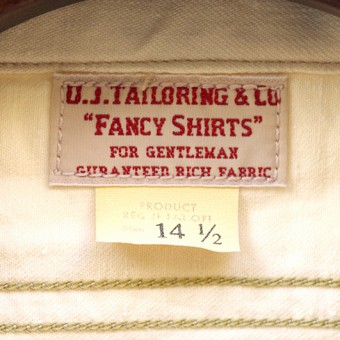 U.J.TAILORING & CO
"FANCY SHIRTS"
FOR GENTLEMAN
GURANTEED RICH FABRIC
PRODUCT
14 ½